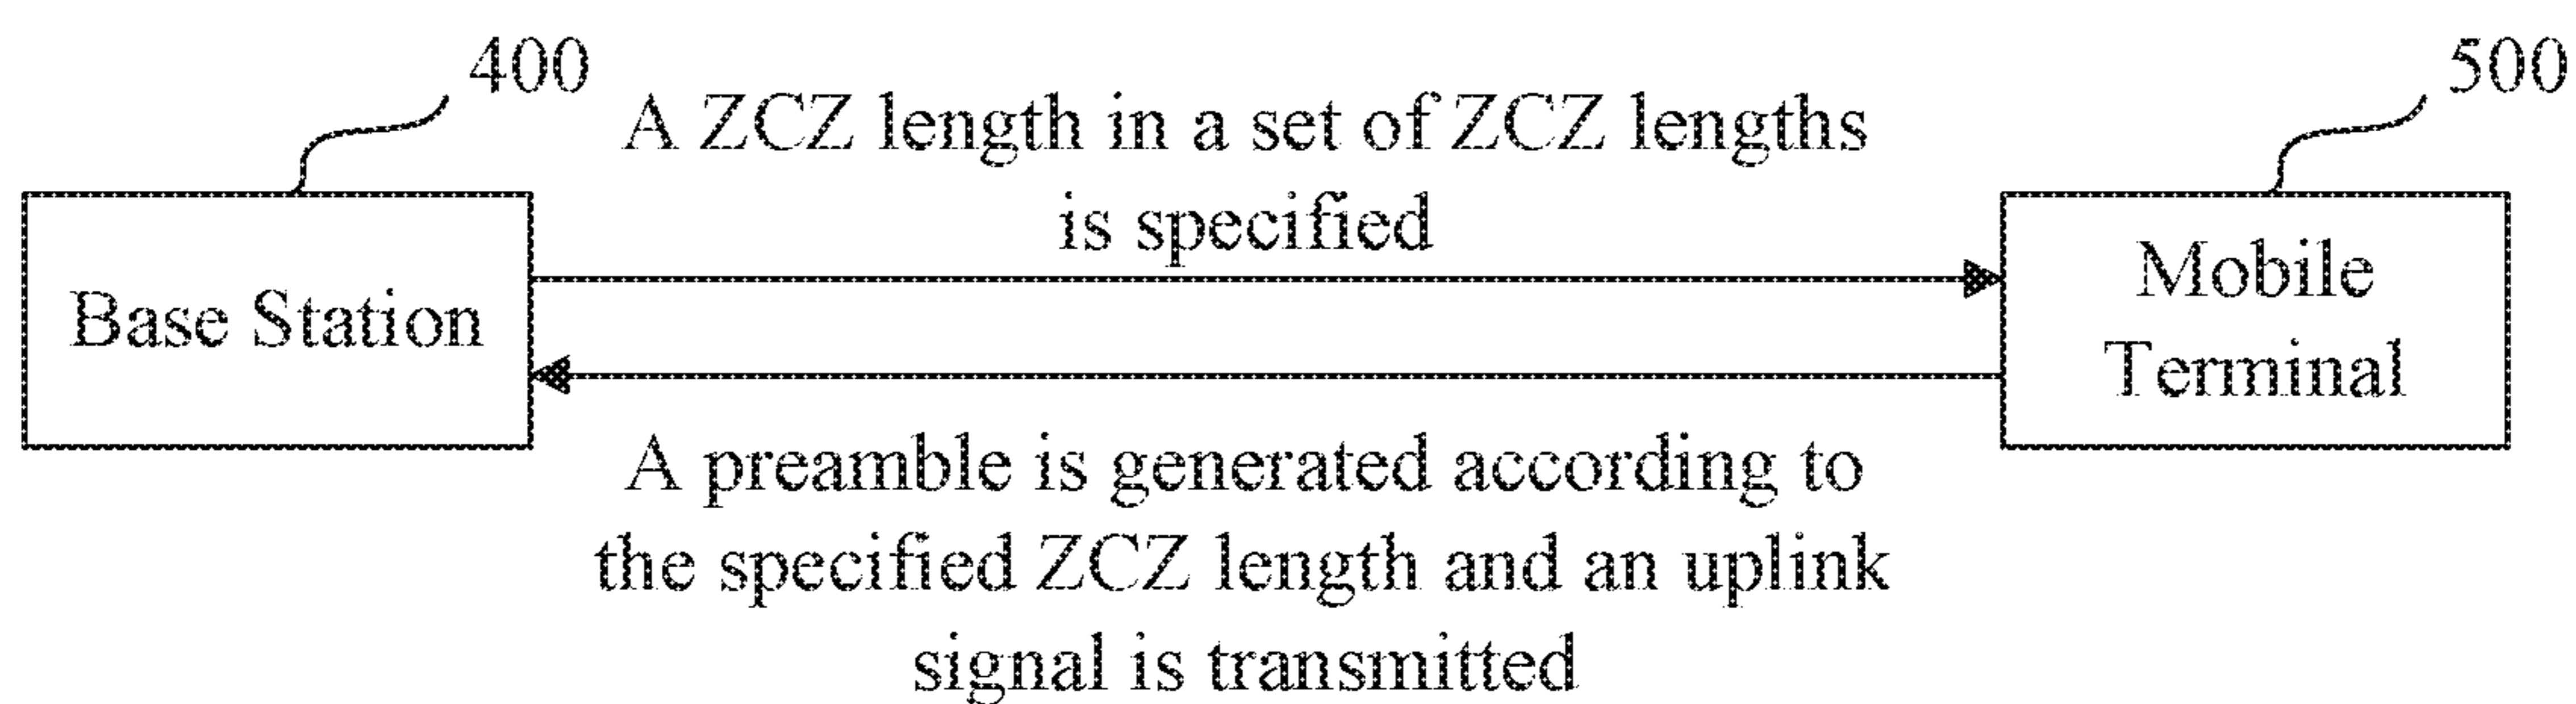 400
500
A ZCZ length in a set of ZCZ lengths
is specified
Base Station
Mobile
Terminal
A preamble is generated according to
the specified ZCZ length and an uplink
signal is transmitted